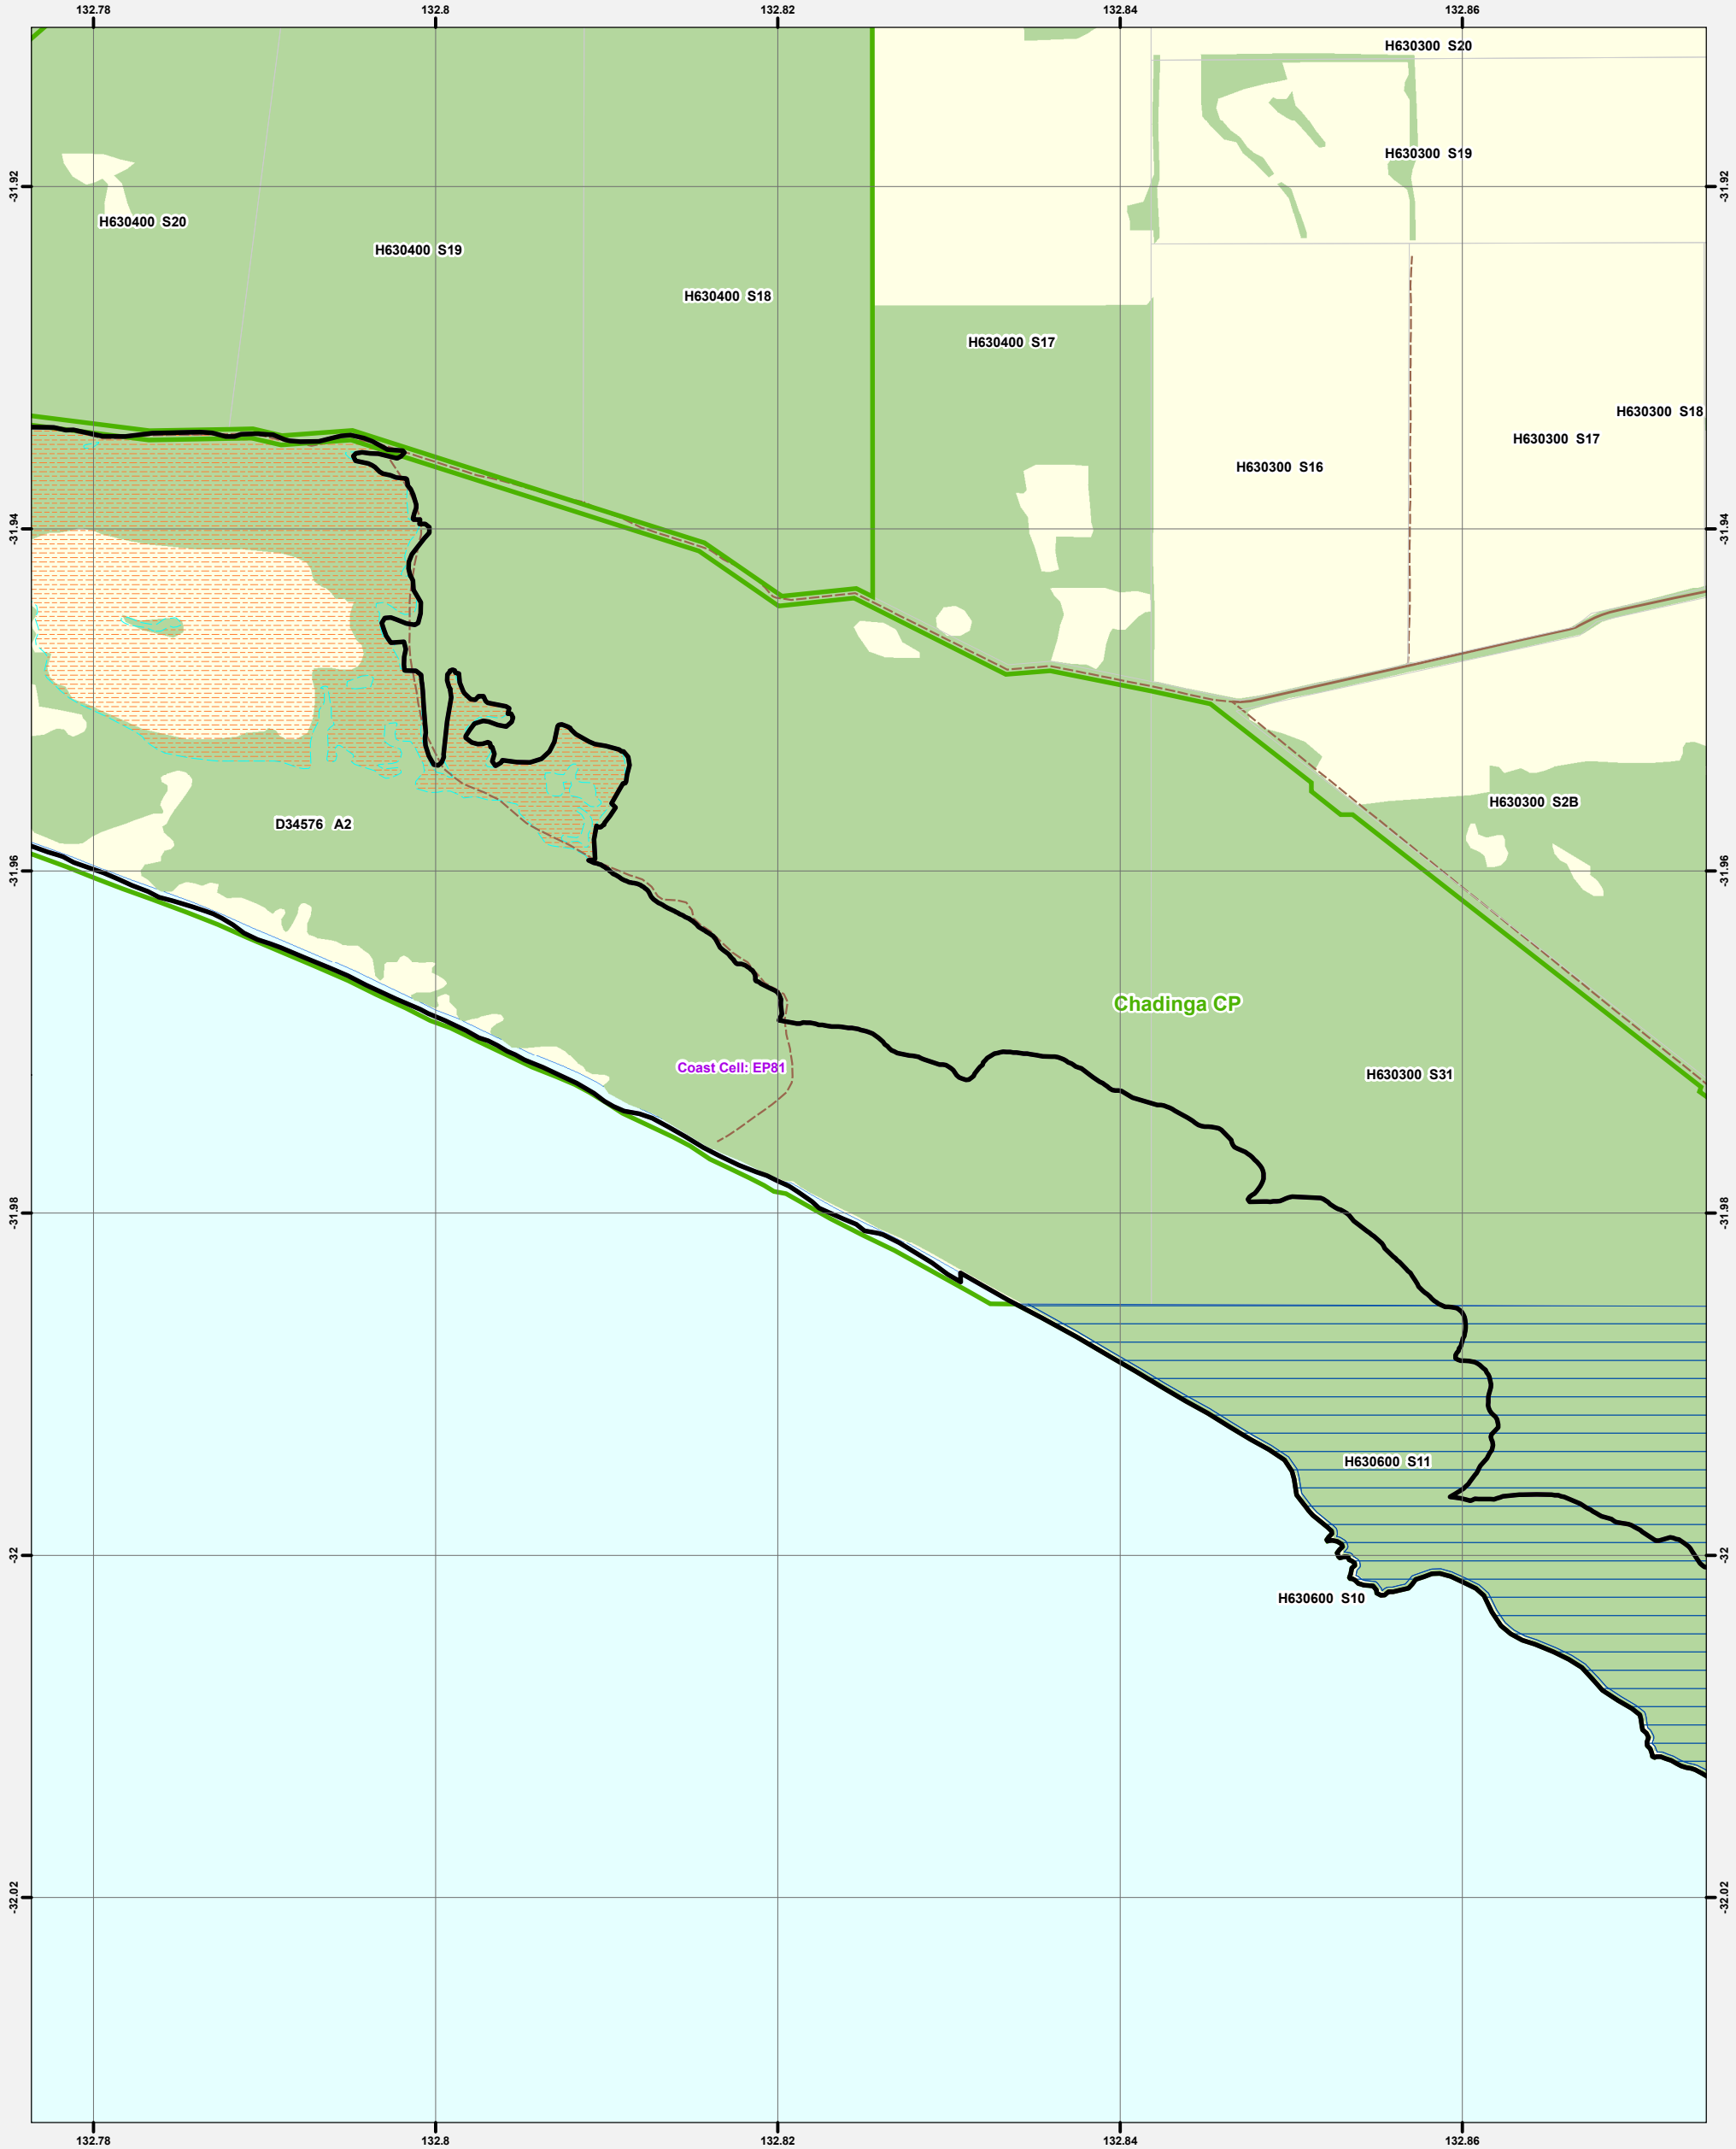 132.78 132.8 132.82 132.84 132.86
H630300 S20
H630300 S19
-31.92 -31.92
H630400 S20
H630400 S19
H630400 S18
H630400 S17
H630300 S18
H630300 S17
H630300 S16
-31.94 -31.94
H630300 S2B
D34576 A2
-31.96 -31.96
Chadinga CP
Coast Cell: EP81
H630300 S31
-31.98 -31.98
H630600 S11
-32 -32
H630600 S10
-32.02 -32.02
132.78 132.8 132.82 132.84 132.86